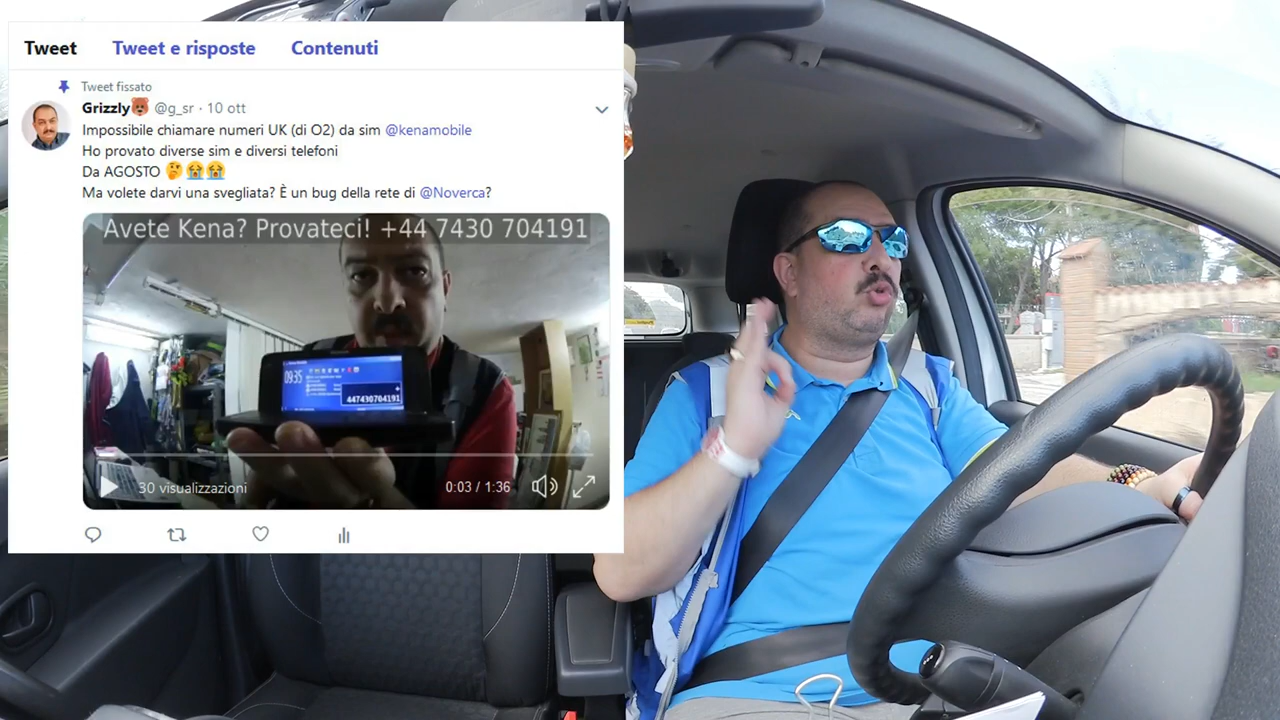 Tweet Tweet e risposte Contenuti
Tweet fissato
Grizzly🐻 @g_sr · 10 ott
Impossibile chiamare numeri UK (di O2) da sim @kenamobile
Ho provato diverse sim e diversi telefoni
Da AGOSTO 🤔😭😭
Ma volete darvi una svegliata? È un bug della rete di @Noverca?
Avete Kena? Provateci! +44 7430 704191
09:35
447430704191
30 visualizzazioni 0:03 / 1:36